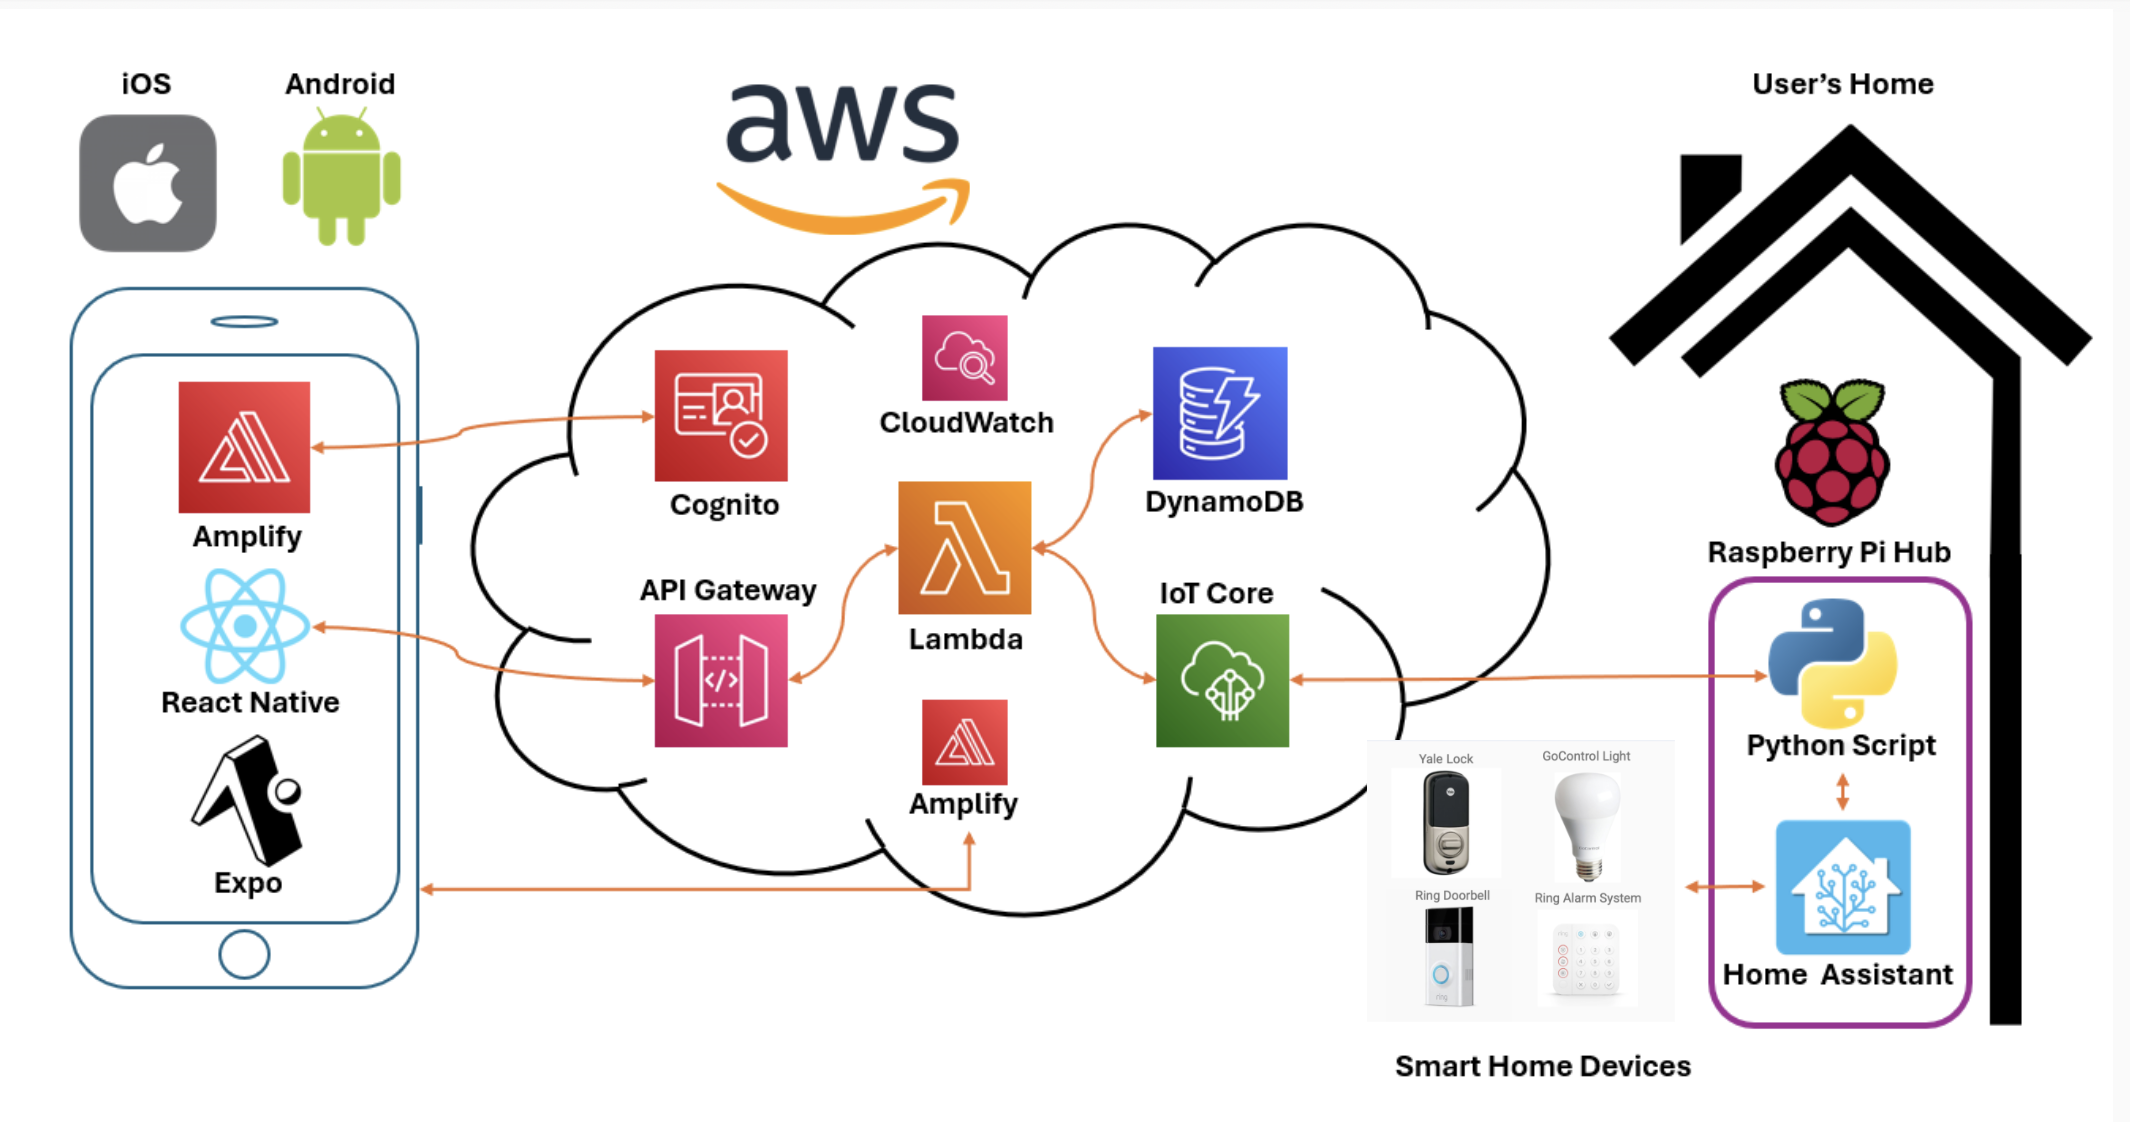 iOS
Android
aws
User's Home
CloudWatch
Cognito
DynamoDB
Amplify
Raspberry Pi Hub
API Gateway
IoT Core
Lambda
React Native
Python Script
Yale Lock
GoControl Light
Amplify
Expo
Ring Doorbell
Ring Alarm System
ring
Home Assistant
Smart Home Devices